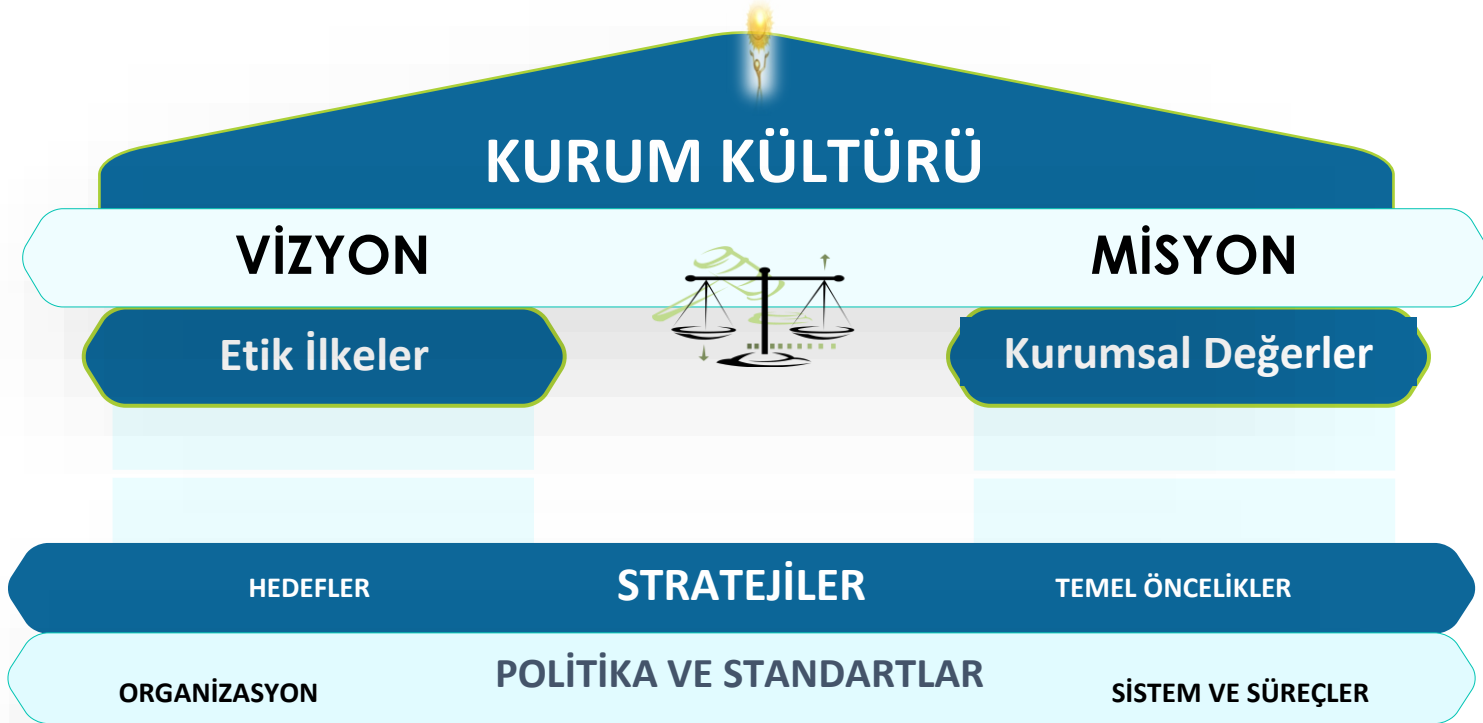 KURUM KÜLTÜRÜ
VİZYON
MİSYON
Etik İlkeler
Kurumsal Değerler
HEDEFLER
STRATEJİLER
TEMEL ÖNCELİKLER
POLİTİKA VE STANDARTLAR
ORGANİZASYON
SİSTEM VE SÜREÇLER